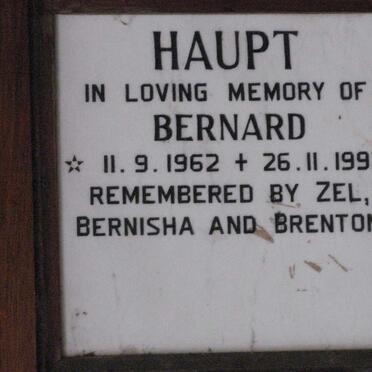 HAUPT
IN LOVING MEMORY OF
BERNARD
☆ 11.9.1962 + 26.11.199
REMEMBERED BY ZEL,
BERNISHA AND BRENTON